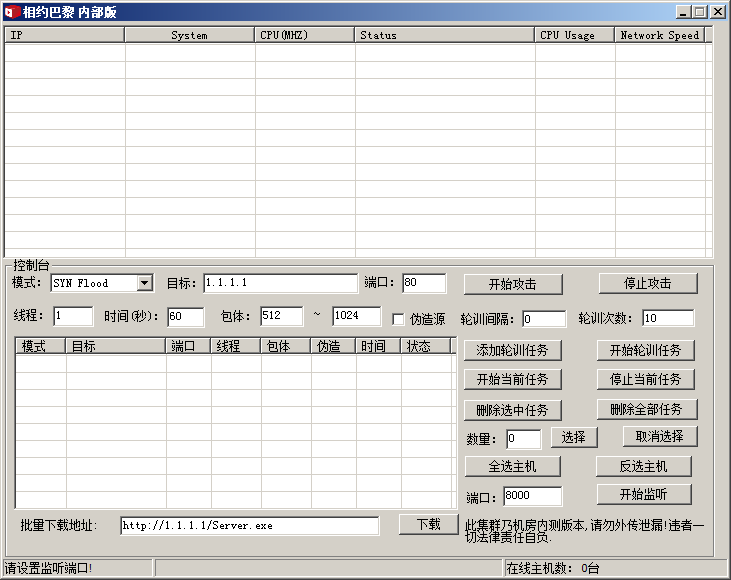 相约巴黎 内部版
IP System CPU(MHZ) Status CPU Usage Network Speed
控制台
模式: SYN Flood 目标: 1.1.1.1 端口: 80 开始攻击 停止攻击
线程: 1 时间(秒): 60 包体: 512 ~ 1024 伪造源 轮训间隔: 0 轮训次数: 10
模式 目标 端口 线程 包体 伪造 时间 状态
添加轮训任务 开始轮训任务
开始当前任务 停止当前任务
删除选中任务 删除全部任务
数量: 0 选择 取消选择
全选主机 反选主机
端口: 8000 开始监听
批量下载地址: http://1.1.1.1/Server.exe 下载
此集群乃机房内测版本,请勿外传泄漏!违者一
切法律责任自负.
请设置监听端口! 在线主机数: 0台